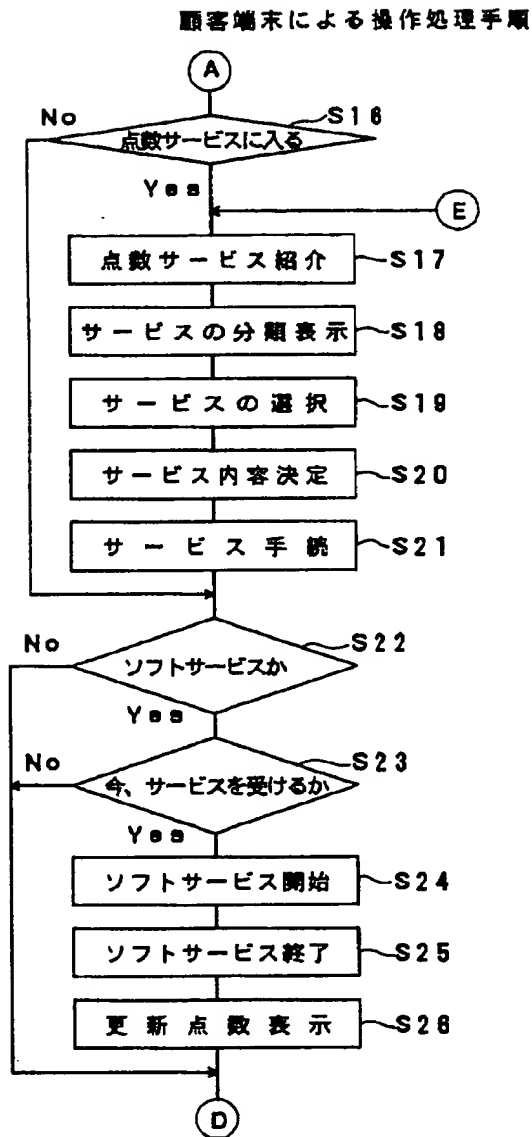 顧客端末による操作処理手順
A
No
S16
点数サービスに入る
Yes
E
点数サービス紹介
S17
サービスの分類表示
S18
サービスの選択
S19
サービス内容決定
S20
サービス手続
S21
No
S22
ソフトサービスか
Yes
No
S23
今、サービスを受けるか
Yes
ソフトサービス開始
S24
ソフトサービス終了
S25
更新点数表示
S26
D